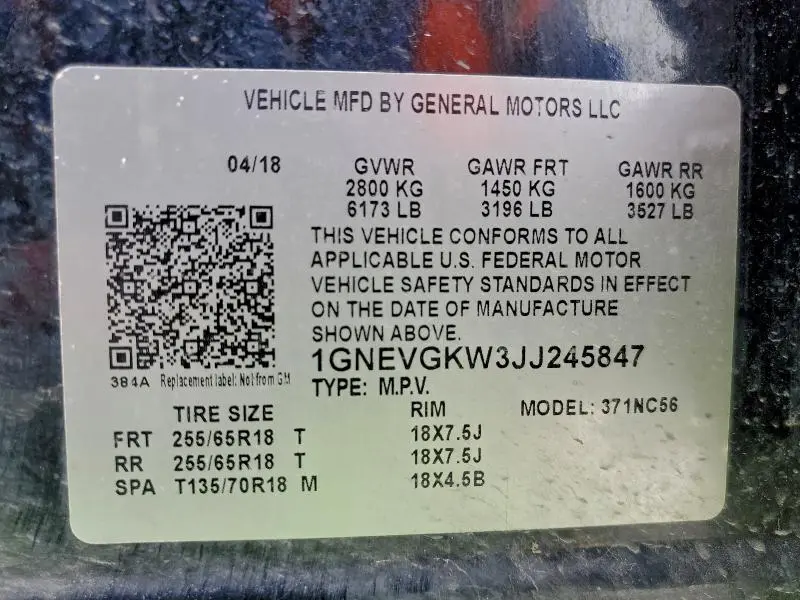 VEHICLE MFD BY GENERAL MOTORS LLC
04/18 GVWR GAWR FRT GAWR RR
2800 KG 1450 KG 1600 KG
6173 LB 3196 LB 3527 LB
THIS VEHICLE CONFORMS TO ALL
APPLICABLE U.S. FEDERAL MOTOR
VEHICLE SAFETY STANDARDS IN EFFECT
ON THE DATE OF MANUFACTURE
SHOWN ABOVE.
1GNEVGKW3JJ245847
384A Replacement label: Not from GM
TYPE: M.P.V.
TIRE SIZE RIM MODEL: 371NC56
FRT 255/65R18 T 18X7.5J
RR 255/65R18 T 18X7.5J
SPA T135/70R18 M 18X4.5B